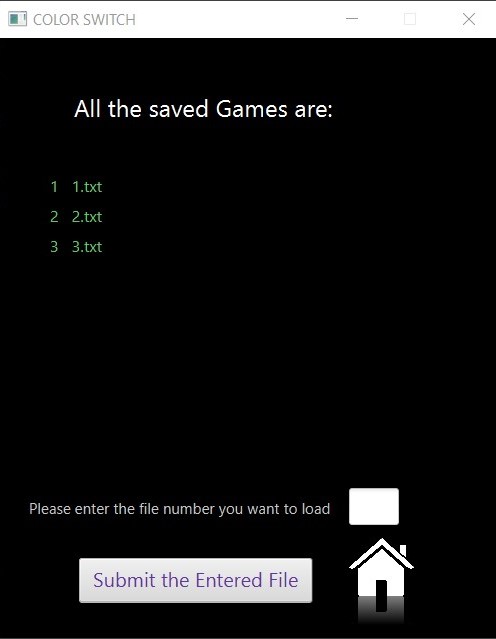 COLOR SWITCH
All the saved Games are:
1 1.txt
2 2.txt
3 3.txt
Please enter the file number you want to load
Submit the Entered File